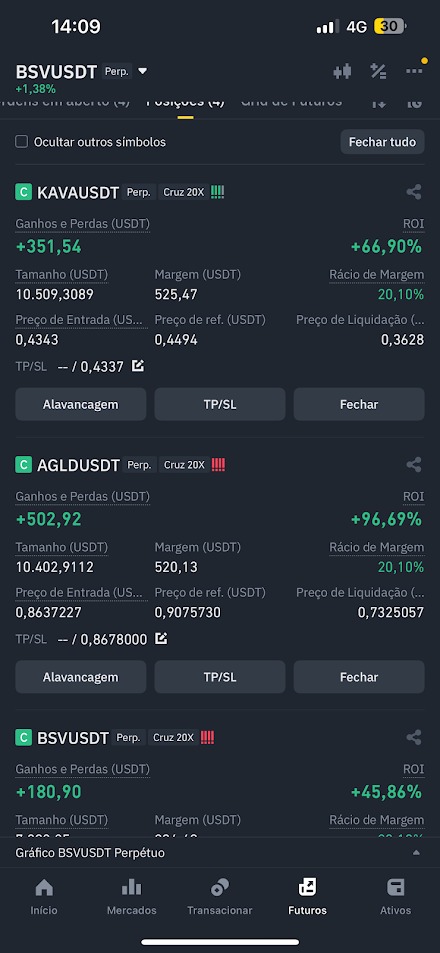 14:09 4G 30
BSVUSDT Perp.
+1,38%
Posições (4) Grid de Futuros
Ocultar outros símbolos Fechar tudo
C KAVAUSDT Perp. Cruz 20X !!!!
Ganhos e Perdas (USDT) ROI
+351,54 +66,90%
Tamanho (USDT) Margem (USDT) Rácio de Margem
10.509,3089 525,47 20,10%
Preço de Entrada (US... Preço de ref. (USDT) Preço de Liquidação (...
0,4343 0,4494 0,3628
TP/SL -- / 0,4337
Alavancagem TP/SL Fechar
C AGLDUSDT Perp. Cruz 20X !!!!
Ganhos e Perdas (USDT) ROI
+502,92 +96,69%
Tamanho (USDT) Margem (USDT) Rácio de Margem
10.402,9112 520,13 20,10%
Preço de Entrada (US... Preço de ref. (USDT) Preço de Liquidação (...
0,8637227 0,9075730 0,7325057
TP/SL -- / 0,8678000
Alavancagem TP/SL Fechar
C BSVUSDT Perp. Cruz 20X !!!!
Ganhos e Perdas (USDT) ROI
+180,90 +45,86%
Tamanho (USDT) Margem (USDT) Rácio de Margem
Gráfico BSVUSDT Perpétuo
Início Mercados Transacionar Futuros Ativos